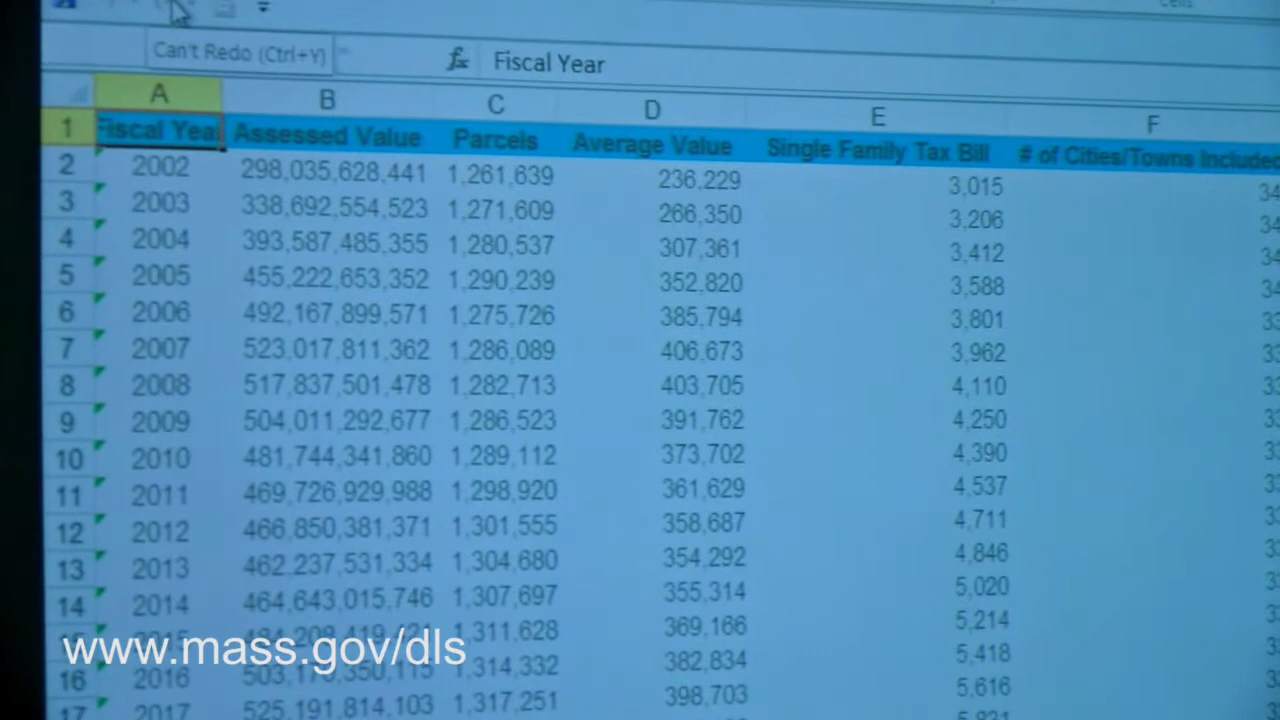 Can't Redo (Ctrl+Y)
fx Fiscal Year
A B C D E F
1 Fiscal Year Assessed Value Parcels Average Value Single Family Tax Bill # of Cities/Towns Included
2 2002 298,035,628,441 1,261,639 236,229 3,015
3 2003 338,692,554,523 1,271,609 266,350 3,206
4 2004 393,587,485,355 1,280,537 307,361 3,412
5 2005 455,222,653,352 1,290,239 352,820 3,588
6 2006 492,167,899,571 1,275,726 385,794 3,801
7 2007 523,017,811,362 1,286,089 406,673 3,962
8 2008 517,837,501,478 1,282,713 403,705 4,110
9 2009 504,011,292,677 1,286,523 391,762 4,250
10 2010 481,744,341,860 1,289,112 373,702 4,390
11 2011 469,726,929,988 1,298,920 361,629 4,537
12 2012 466,850,381,371 1,301,555 358,687 4,711
13 2013 462,237,531,334 1,304,680 354,292 4,846
14 2014 464,643,015,746 1,307,697 355,314 5,020
15 2015 1,311,628 369,166 5,214
www.mass.gov/dls
16 2016 1,314,332 382,834 5,418
17 2017 525,191,814,103 1,317,251 398,703 5,616